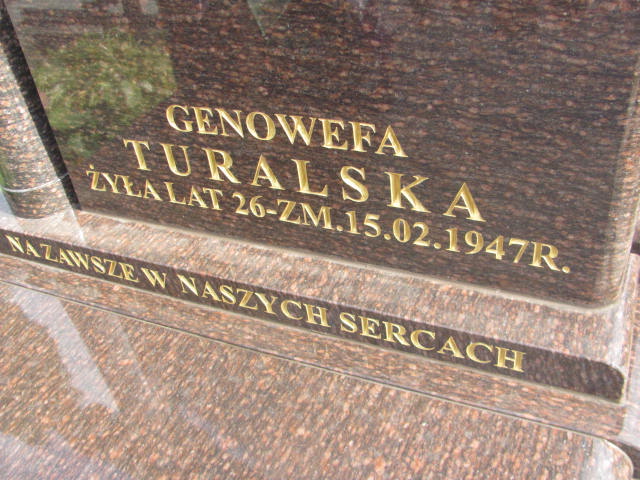 GENOWEFA
TURALSKA
ŻYŁA LAT 26-ZM.15.02.1947R.
NA ZAWSZE W NASZYCH SERCACH